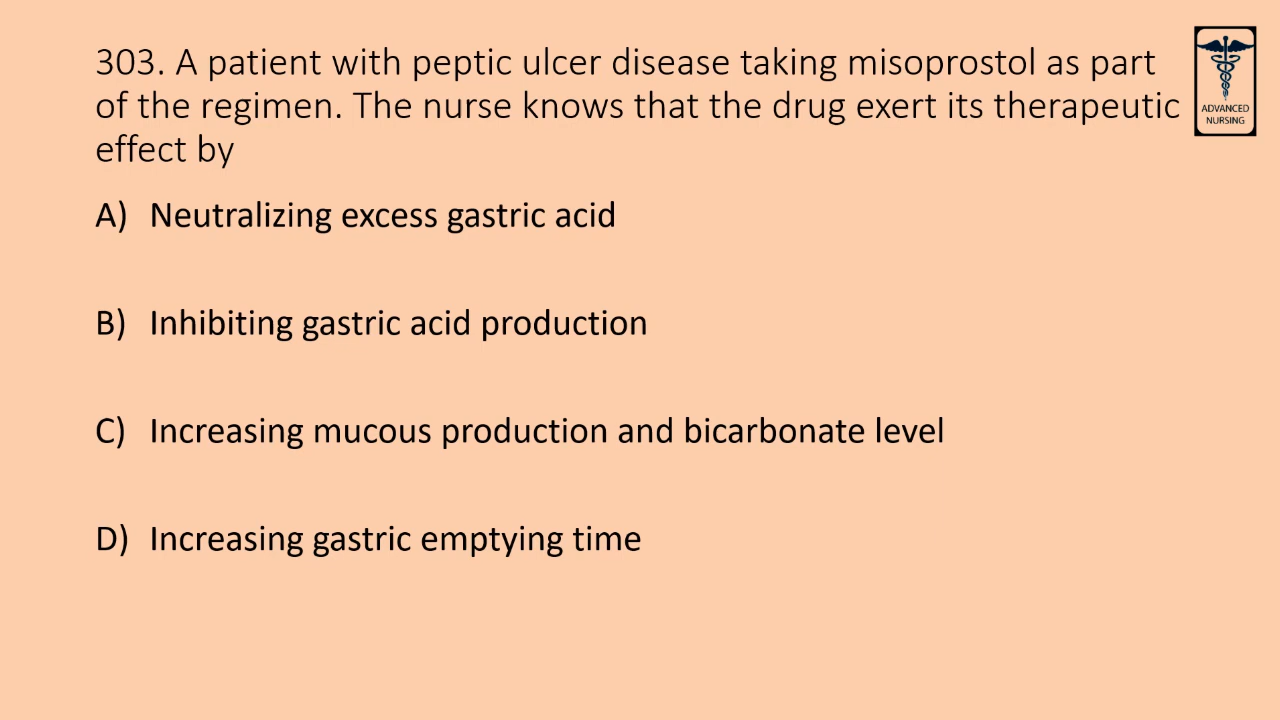 303. A patient with peptic ulcer disease taking misoprostol as part
of the regimen. The nurse knows that the drug exert its therapeutic
effect by
ADVANCED
NURSING
A) Neutralizing excess gastric acid
B) Inhibiting gastric acid production
C) Increasing mucous production and bicarbonate level
D) Increasing gastric emptying time